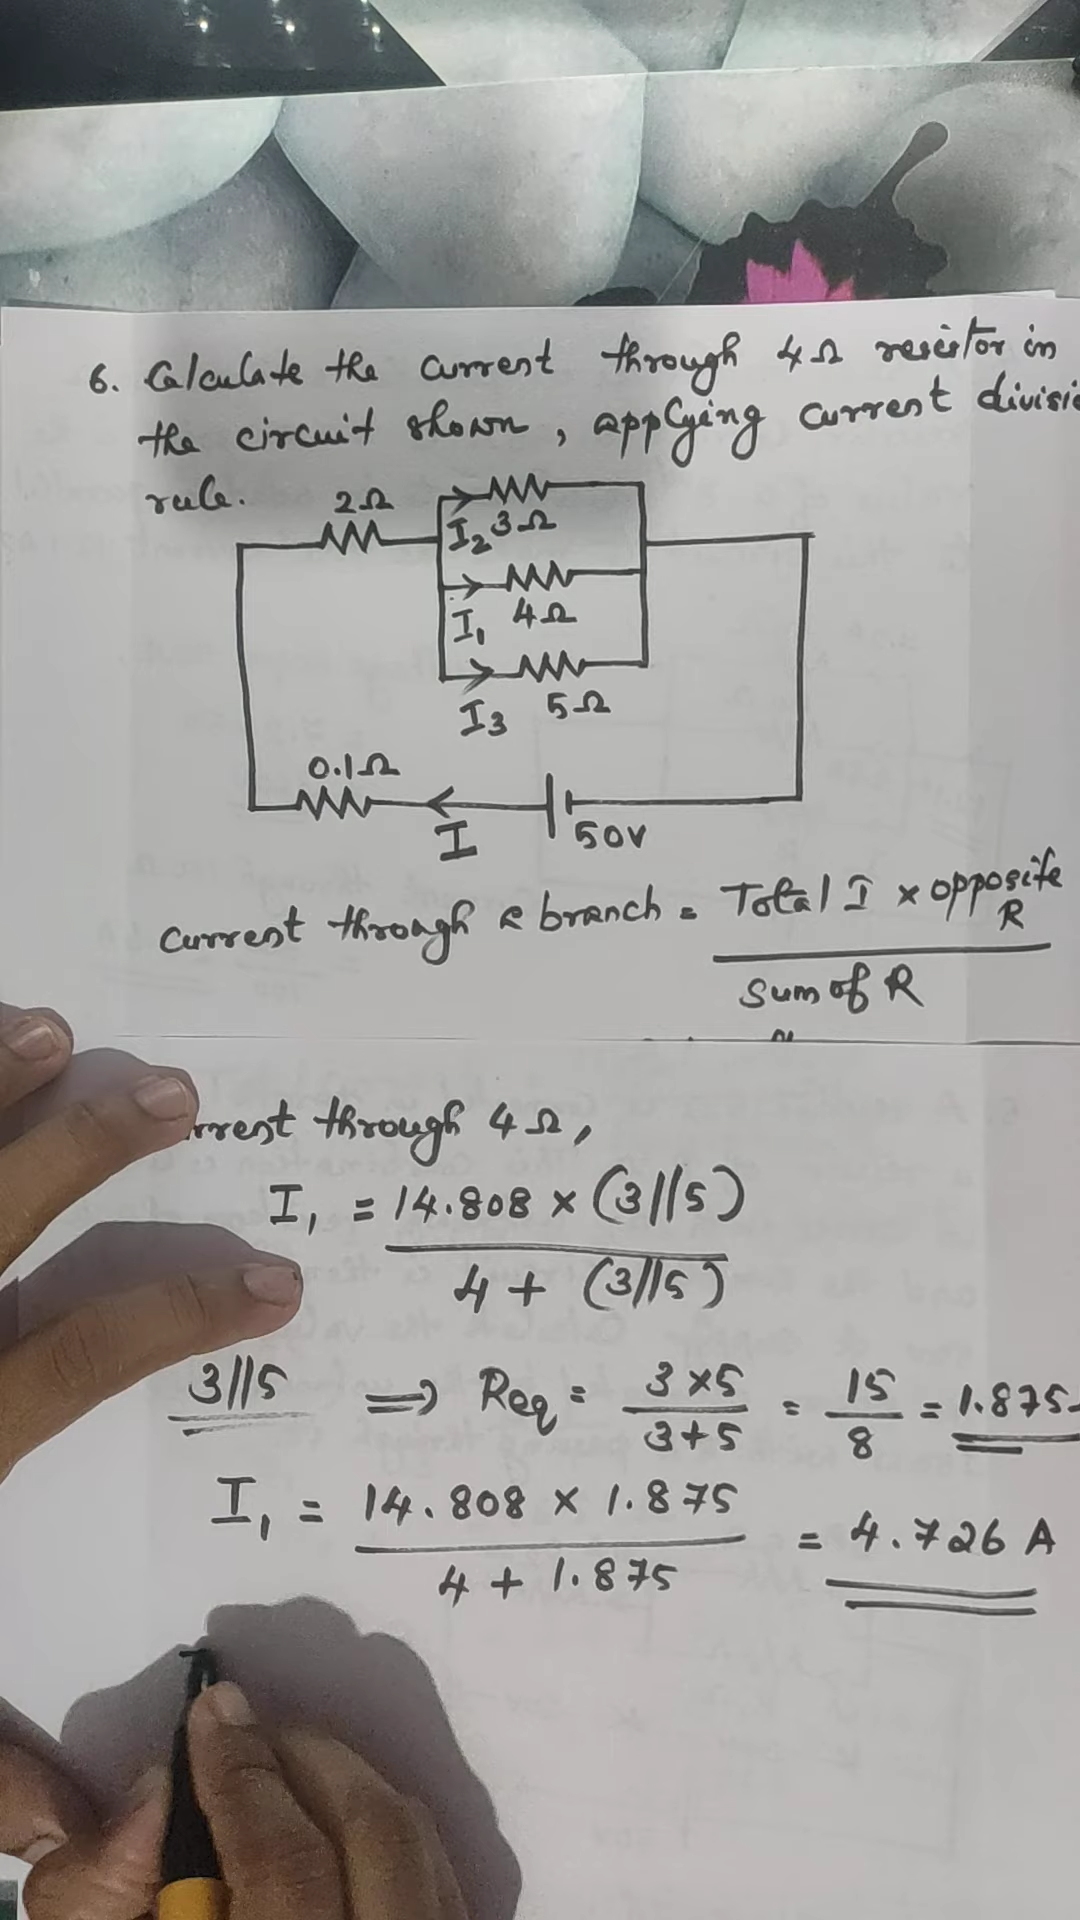 6. Calculate the current through 4Ω resistor in
the circuit shown, applying current divisi
rule.
2Ω
I₂ 3Ω
I₁ 4Ω
I₃ 5Ω
0.1Ω
I
50V
current through a branch = Total I × opposite R / Sum of R
rrent through 4Ω,
I₁ = 14.808 × (3||5) / 4 + (3||5)
3||5 ⇒ Req = 3×5 / 3+5 = 15 / 8 = 1.875
I₁ = 14.808 × 1.875 / 4 + 1.875 = 4.726 A